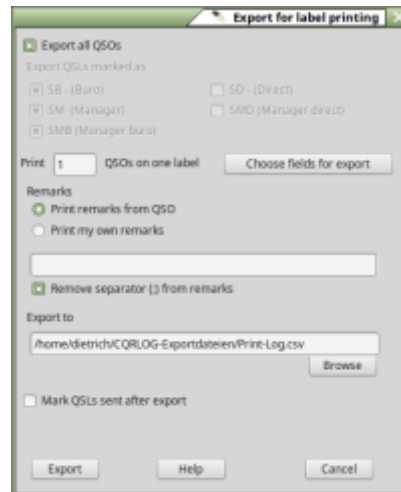 Export for label printing
Export all QSOs
Export QSLs marked as
SB - (Buro) SD - (Direct)
SM (Manager) SMD (Manager direct)
SMB (Manager buro)
Print 1 QSOs on one label Choose fields for export
Remarks
Print remarks from QSO
Print my own remarks
Remove separator (;) from remarks
Export to
/home/dietrich/CQRLOG-Exportdateien/Print-Log.csv
Browse
Mark QSLs sent after export
Export Help Cancel